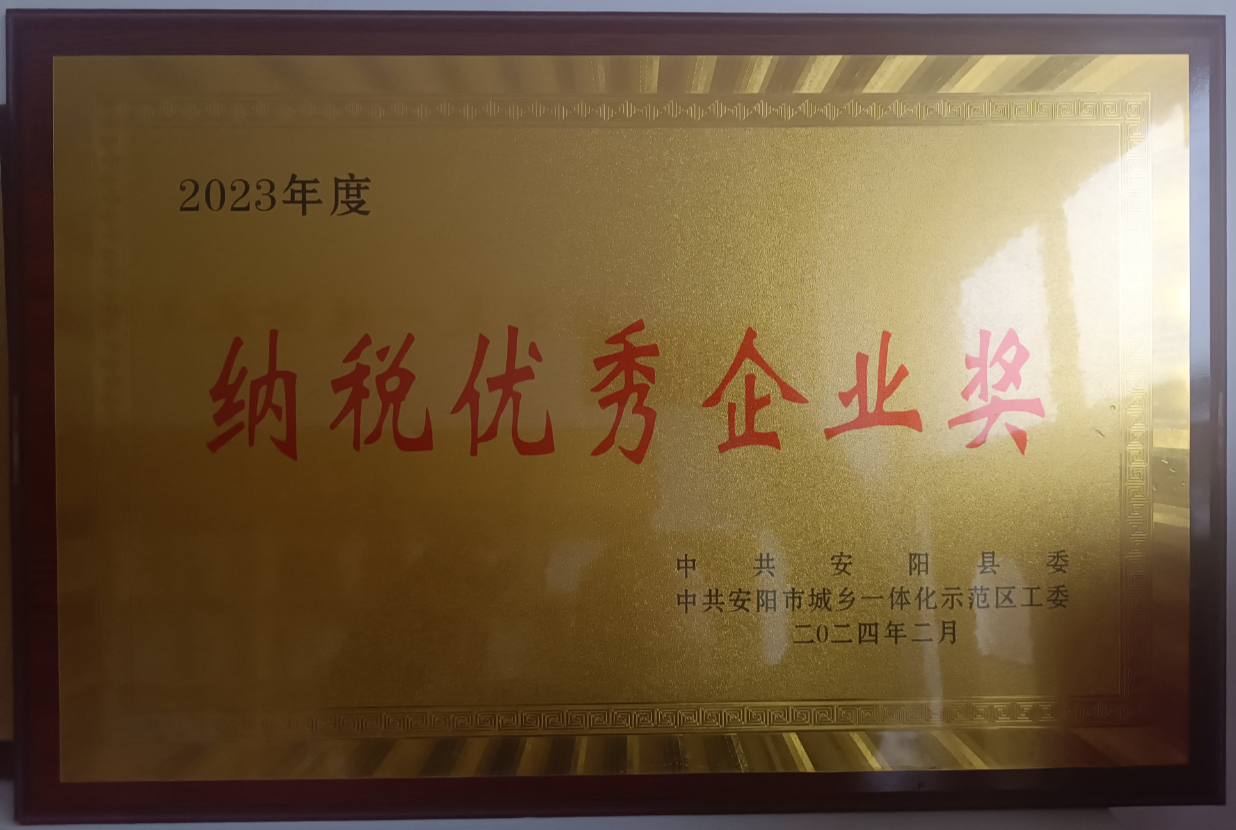 2023年度
纳税优秀企业奖
中共安阳县委
中共安阳市城乡一体化示范区工委
二0二四年二月